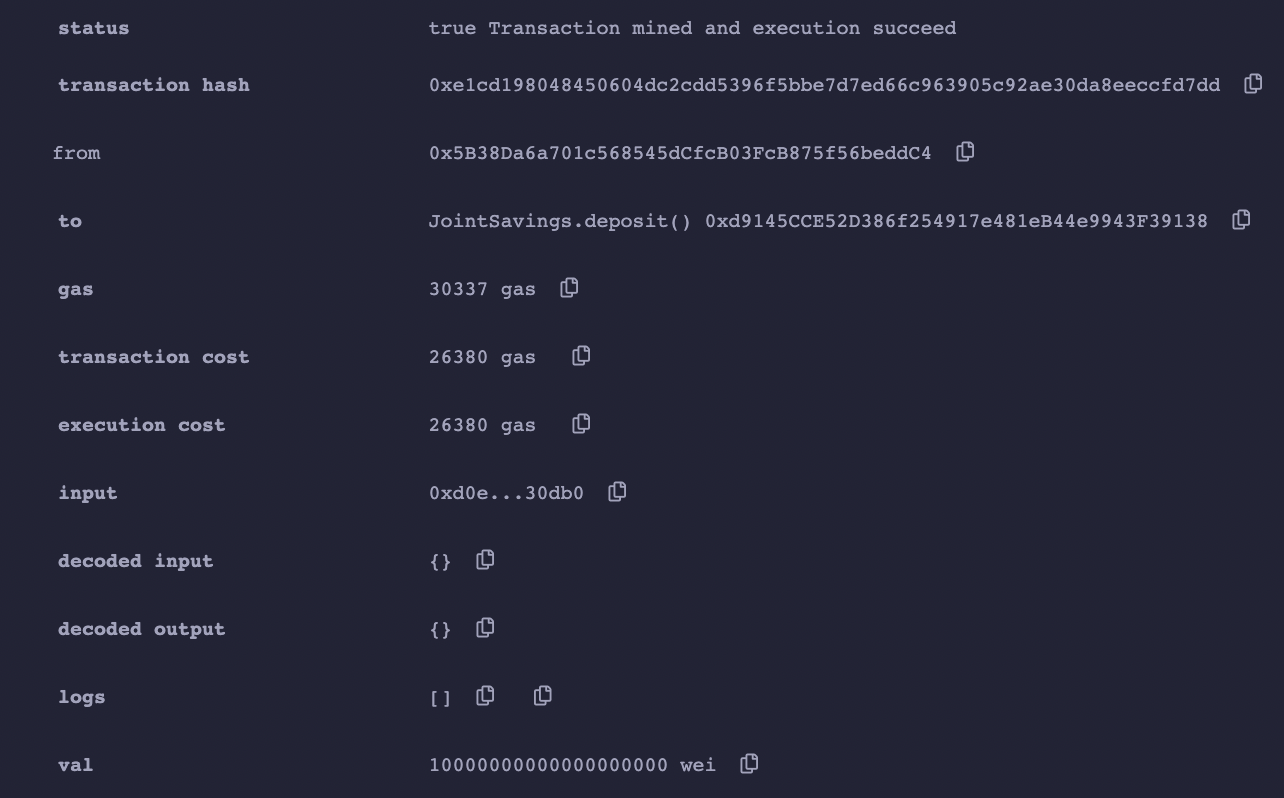 status true Transaction mined and execution succeed
transaction hash 0xe1cd198048450604dc2cdd5396f5bbe7d7ed66c963905c92ae30da8eeccfd7dd
from 0x5B38Da6a701c568545dCfcB03FcB875f56beddC4
to JointSavings.deposit() 0xd9145CCE52D386f254917e481eB44e9943F39138
gas 30337 gas
transaction cost 26380 gas
execution cost 26380 gas
input 0xd0e...30db0
decoded input {}
decoded output {}
logs []
val 10000000000000000000 wei